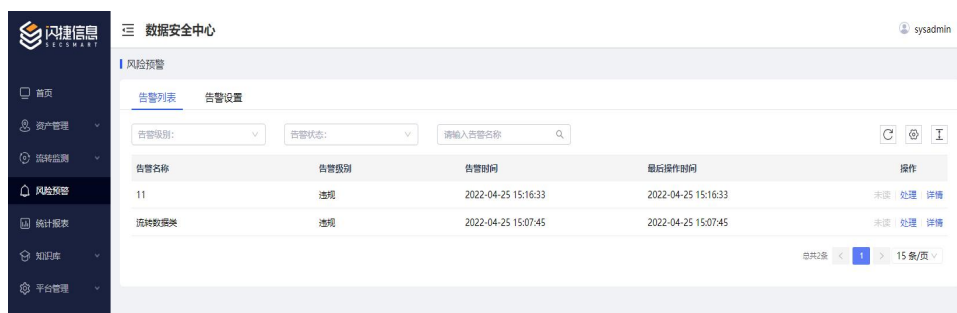 闪捷信息
SECSMART
数据安全中心
sysadmin
风险预警
首页
资产管理
流转监测
风险预警
统计报表
知识库
平台管理
告警列表 告警设置
告警级别: 告警状态: 请输入告警名称
告警名称 告警级别 告警时间 最后操作时间 操作
11 违规 2022-04-25 15:16:33 2022-04-25 15:16:33 未读 处理 详情
流转数据类 违规 2022-04-25 15:07:45 2022-04-25 15:07:45 未读 处理 详情
总共2条 < 1 > 15 条/页